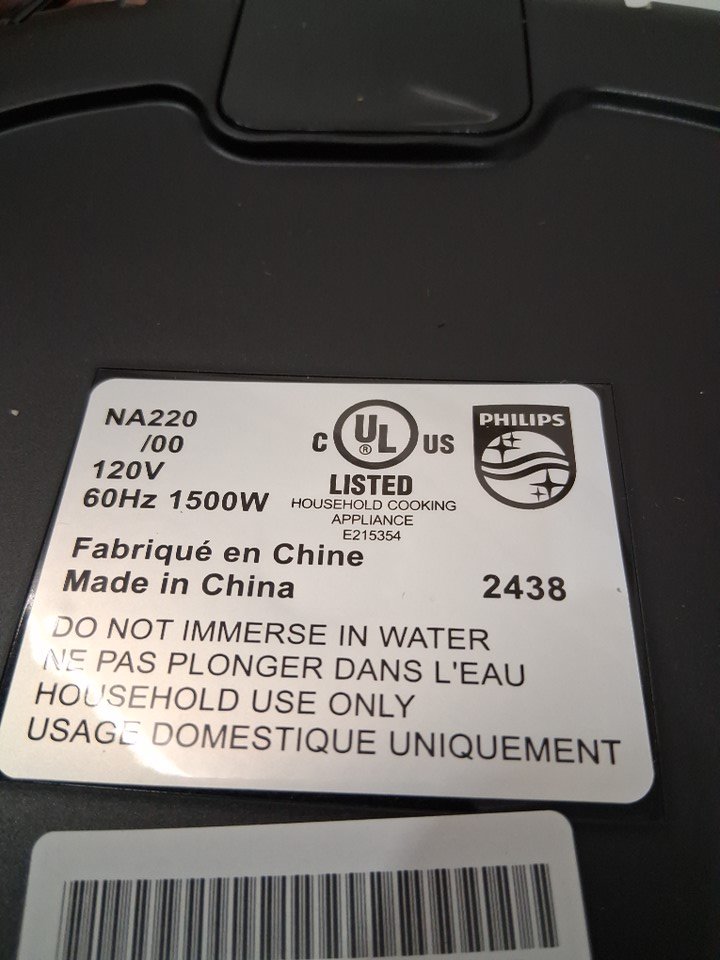 NA220
/00
120V
60Hz 1500W
C UL ® US
LISTED
HOUSEHOLD COOKING
APPLIANCE
E215354
PHILIPS
Fabriqué en Chine
Made in China
2438
DO NOT IMMERSE IN WATER
NE PAS PLONGER DANS L'EAU
HOUSEHOLD USE ONLY
USAGE DOMESTIQUE UNIQUEMENT